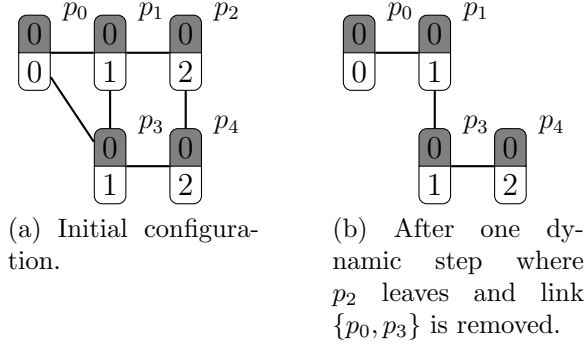 p0 p1 p2
0 0 0
0 1 2
p3 p4
0 0
1 2
(a) Initial configura-
tion.
p0 p1
0 0
0 1
p3 p4
0 0
1 2
(b) After one dy-
namic step where
p2 leaves and link
{p0, p3} is removed.